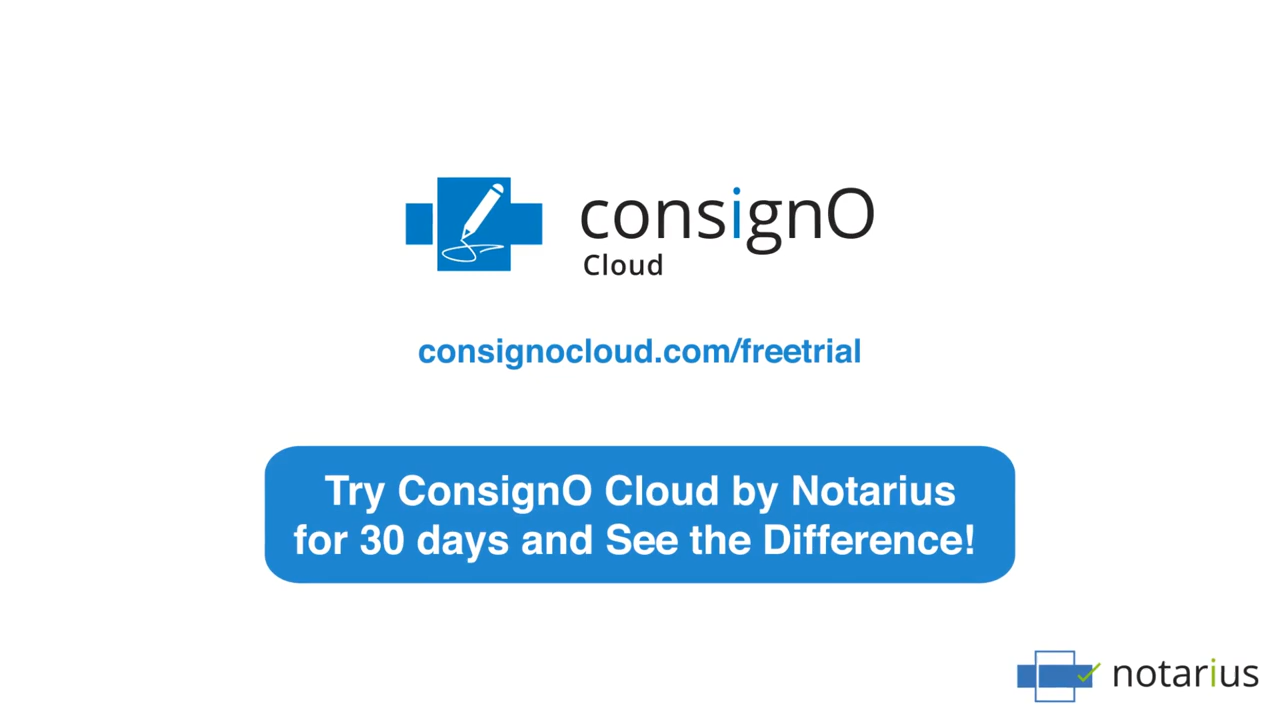 consignO
Cloud
consignocloud.com/freetrial
Try ConsignO Cloud by Notarius
for 30 days and See the Difference!
notarius